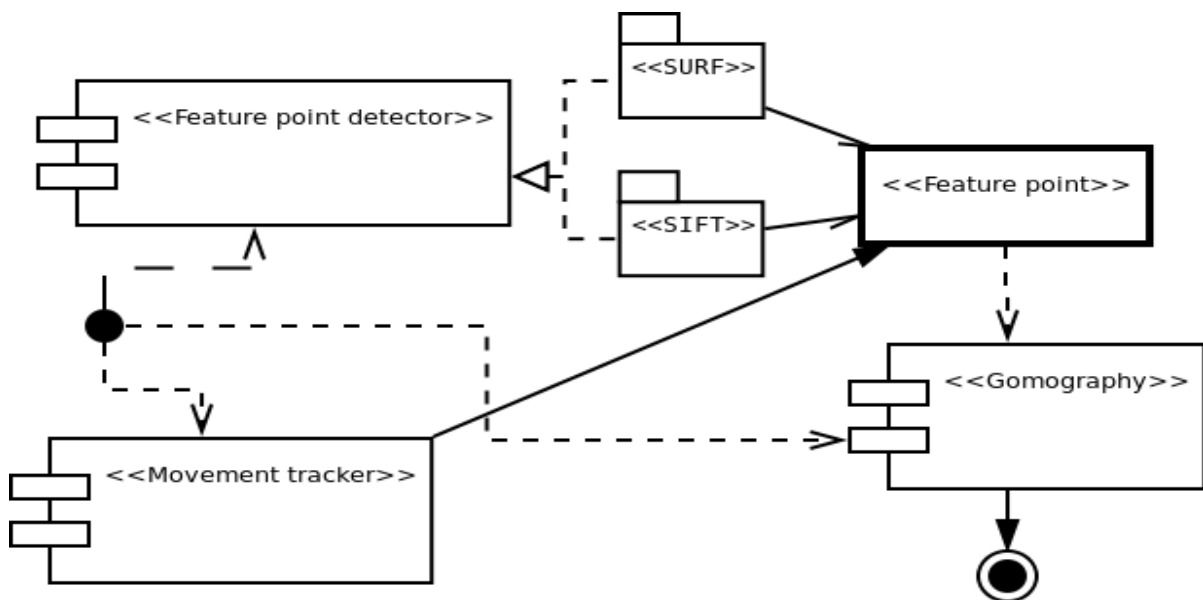 <<SURF>>
<<Feature point detector>>
<<Feature point>>
<<SIFT>>
<<Gomography>>
<<Movement tracker>>